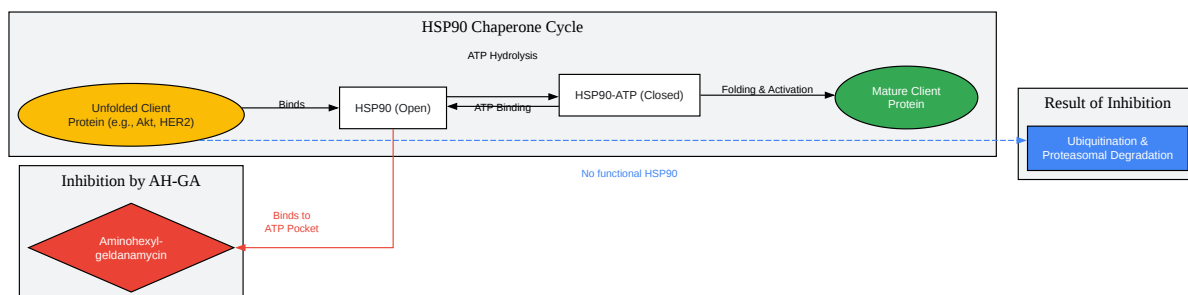 HSP90 Chaperone Cycle
ATP Hydrolysis
Unfolded Client
Protein (e.g., Akt, HER2)
Binds
HSP90 (Open)
ATP Binding
HSP90-ATP (Closed)
Folding & Activation
Mature Client
Protein
Result of Inhibition
Ubiquitination &
Proteasomal Degradation
No functional HSP90
Inhibition by AH-GA
Binds to
ATP Pocket
Aminohexyl-
geldanamycin